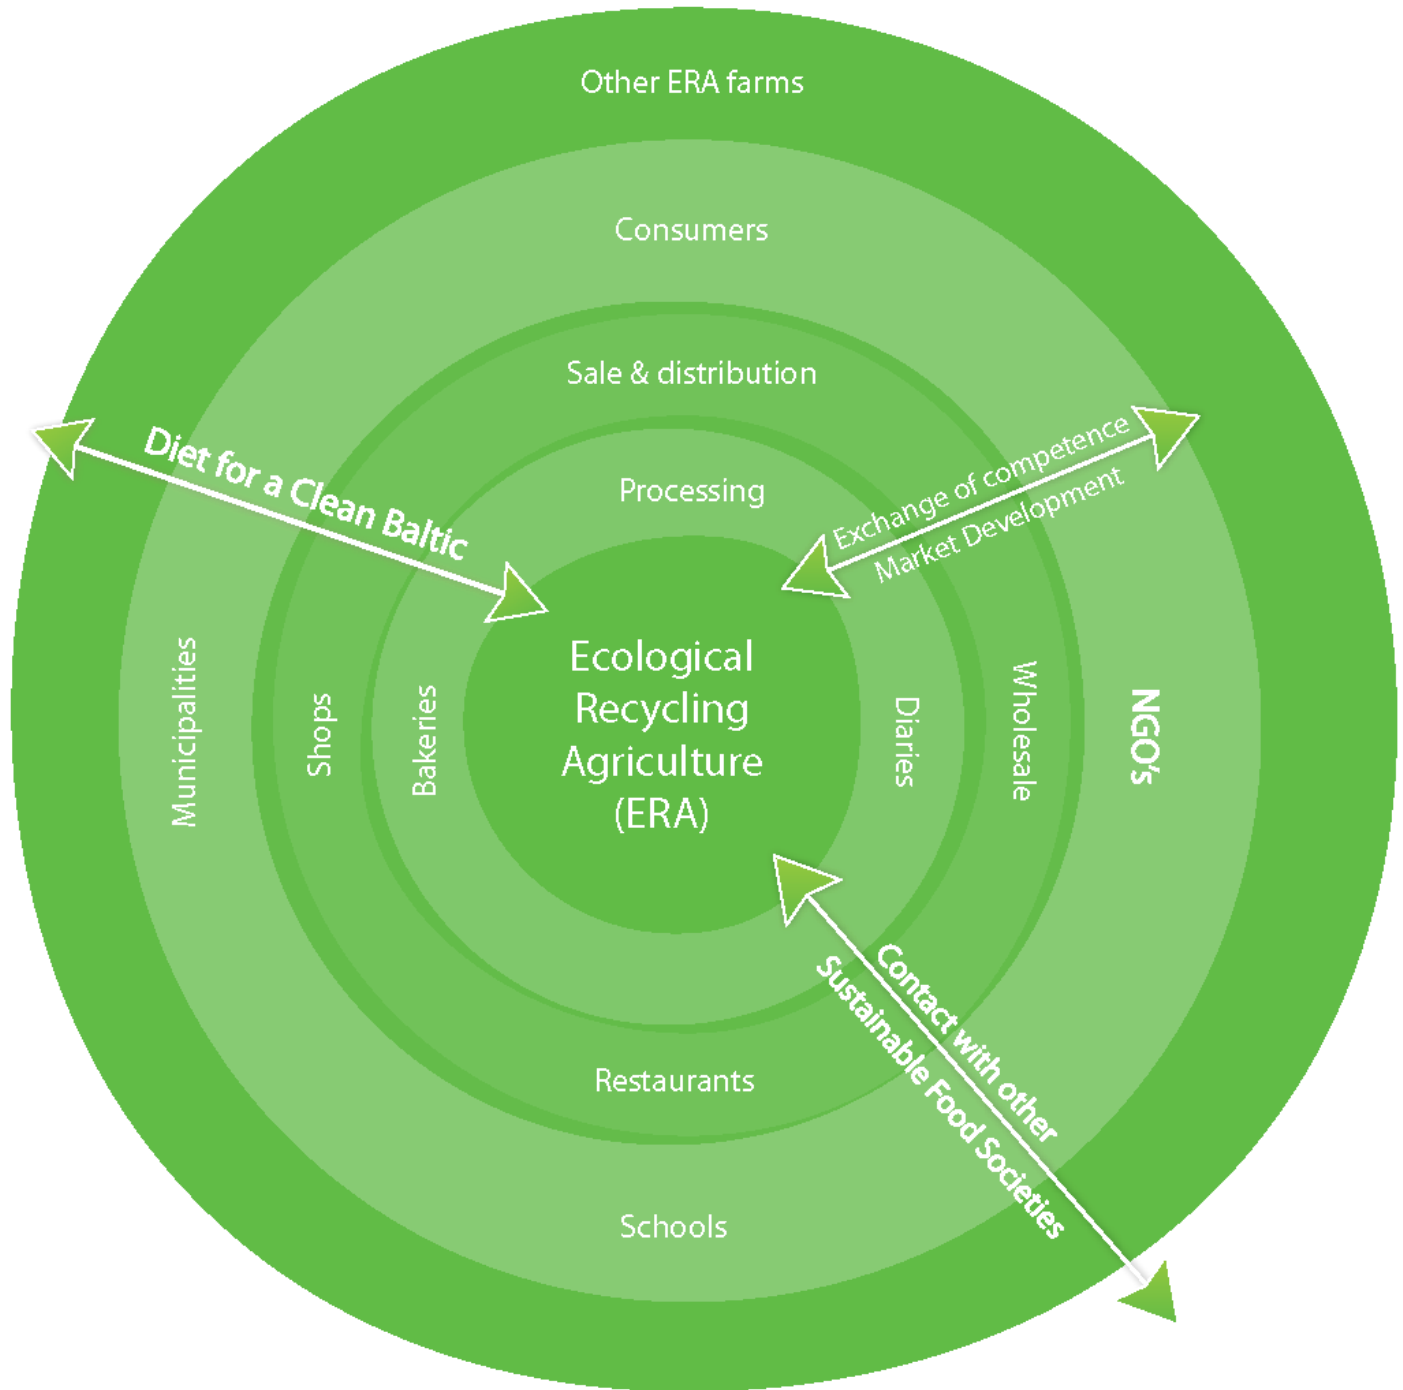 Other ERA farms
Consumers
Sale & distribution
Processing
Diet for a Clean Baltic
Exchange of competence
Market Development
Municipalities
Shops
Bakeries
Ecological
Recycling
Agriculture
(ERA)
Diaries
Wholesale
NGO's
Contact with other
Sustainable Food Societies
Restaurants
Schools